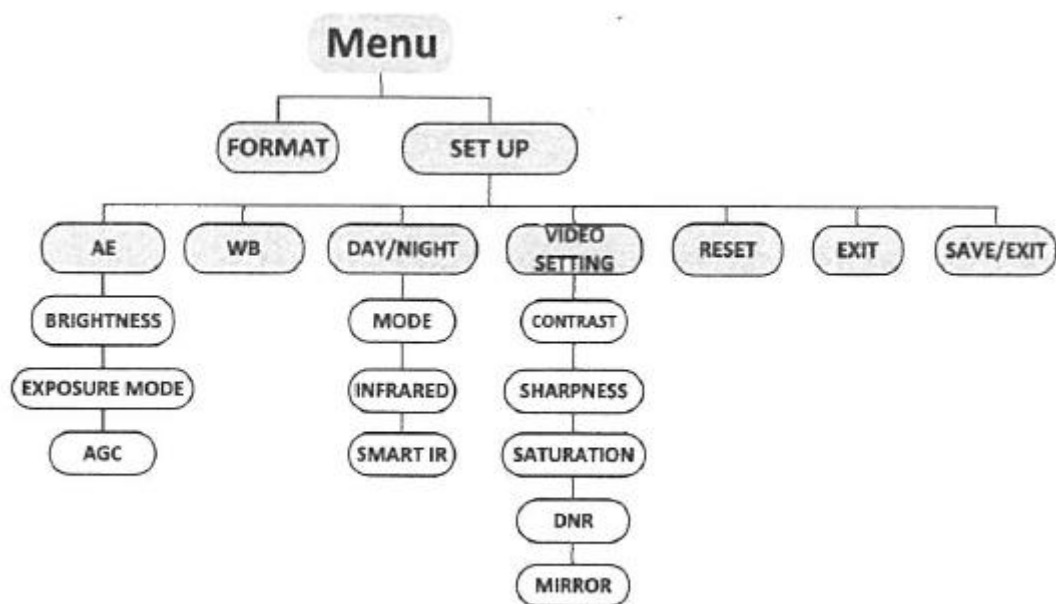 Menu
FORMAT
SET UP
AE
WB
DAY/NIGHT
VIDEO
SETTING
RESET
EXIT
SAVE/EXIT
BRIGHTNESS
MODE
CONTRAST
EXPOSURE MODE
INFRARED
SHARPNESS
AGC
SMART IR
SATURATION
DNR
MIRROR